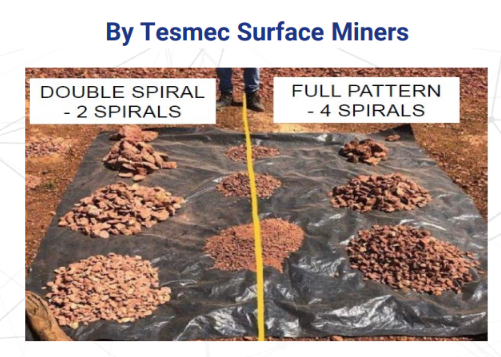 By Tesmec Surface Miners
DOUBLE SPIRAL
- 2 SPIRALS
FULL PATTERN
- 4 SPIRALS